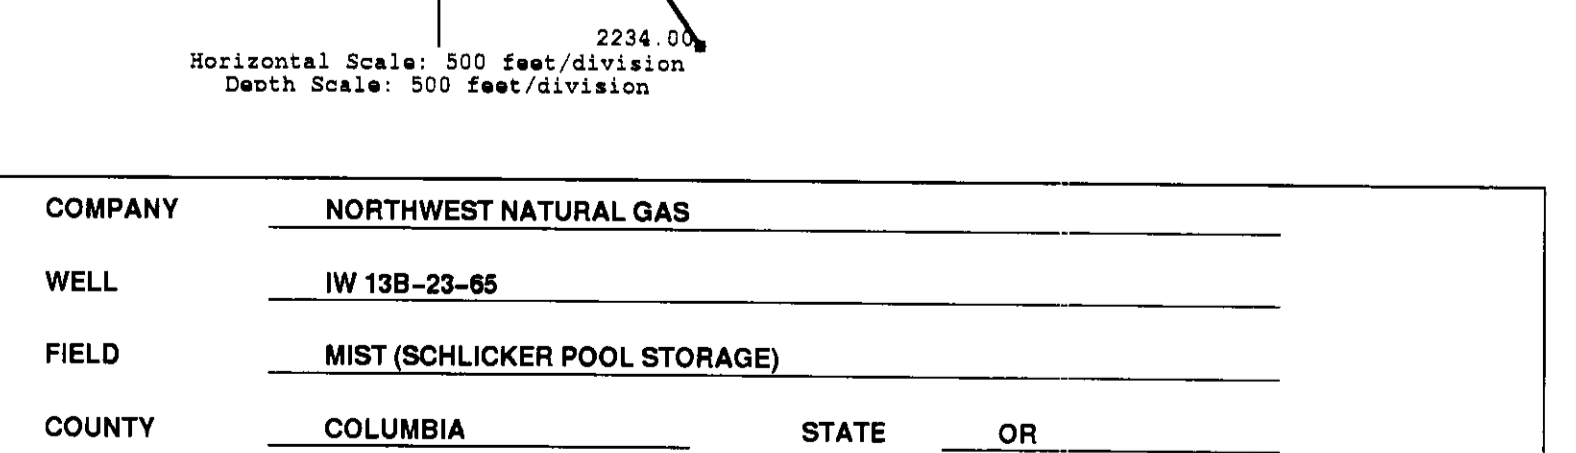 2234.00
Horizontal Scale: 500 feet/division
Depth Scale: 500 feet/division
COMPANY NORTHWEST NATURAL GAS
WELL IW 13B-23-65
FIELD MIST (SCHLICKER POOL STORAGE)
COUNTY COLUMBIA STATE OR